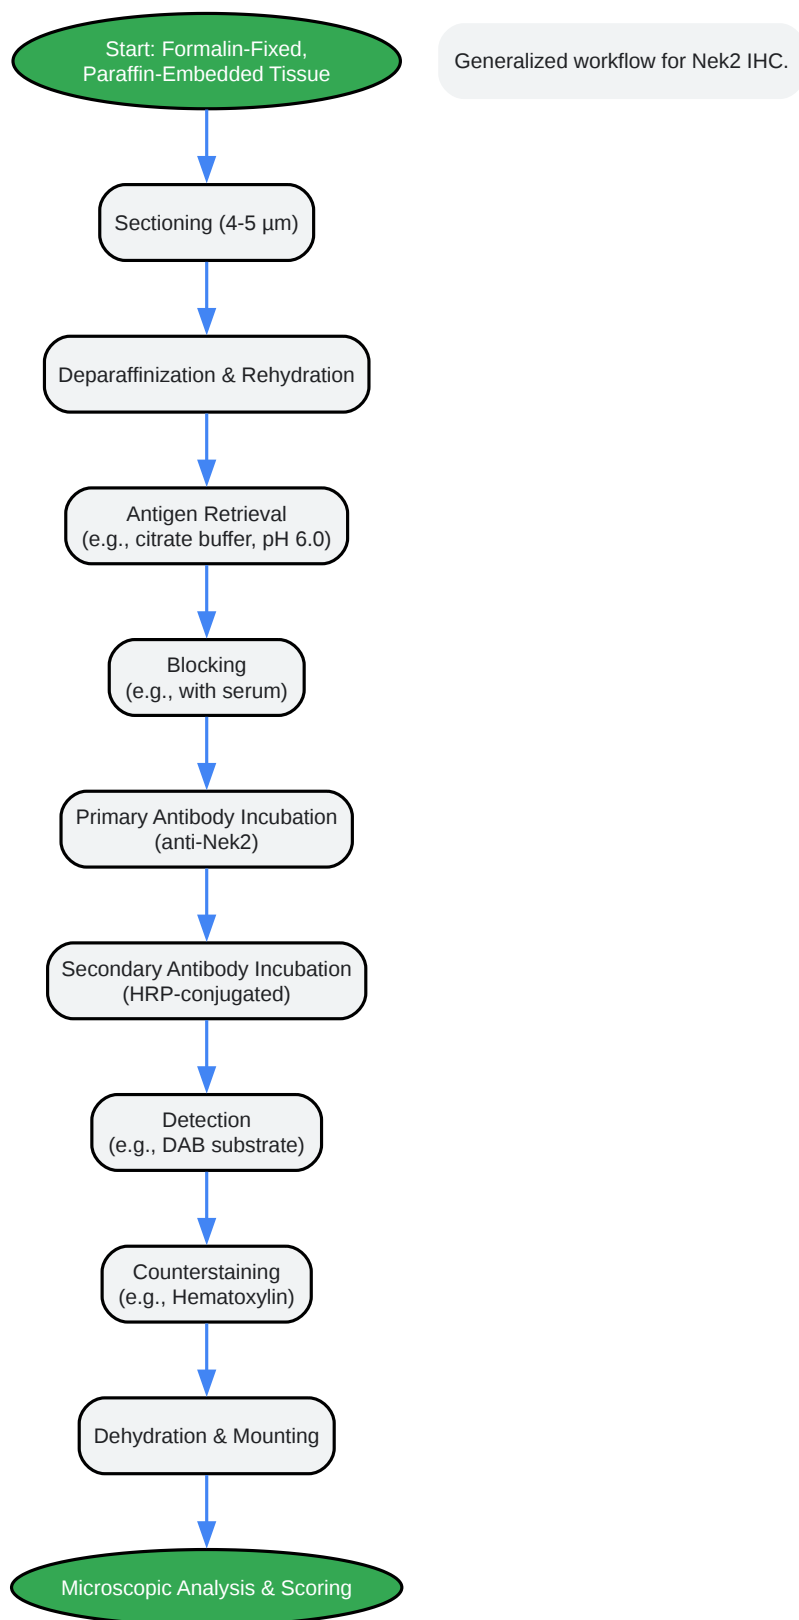 Start: Formalin-Fixed,
Paraffin-Embedded Tissue
Generalized workflow for Nek2 IHC.
Sectioning (4-5 µm)
Deparaffinization & Rehydration
Antigen Retrieval
(e.g., citrate buffer, pH 6.0)
Blocking
(e.g., with serum)
Primary Antibody Incubation
(anti-Nek2)
Secondary Antibody Incubation
(HRP-conjugated)
Detection
(e.g., DAB substrate)
Counterstaining
(e.g., Hematoxylin)
Dehydration & Mounting
Microscopic Analysis & Scoring